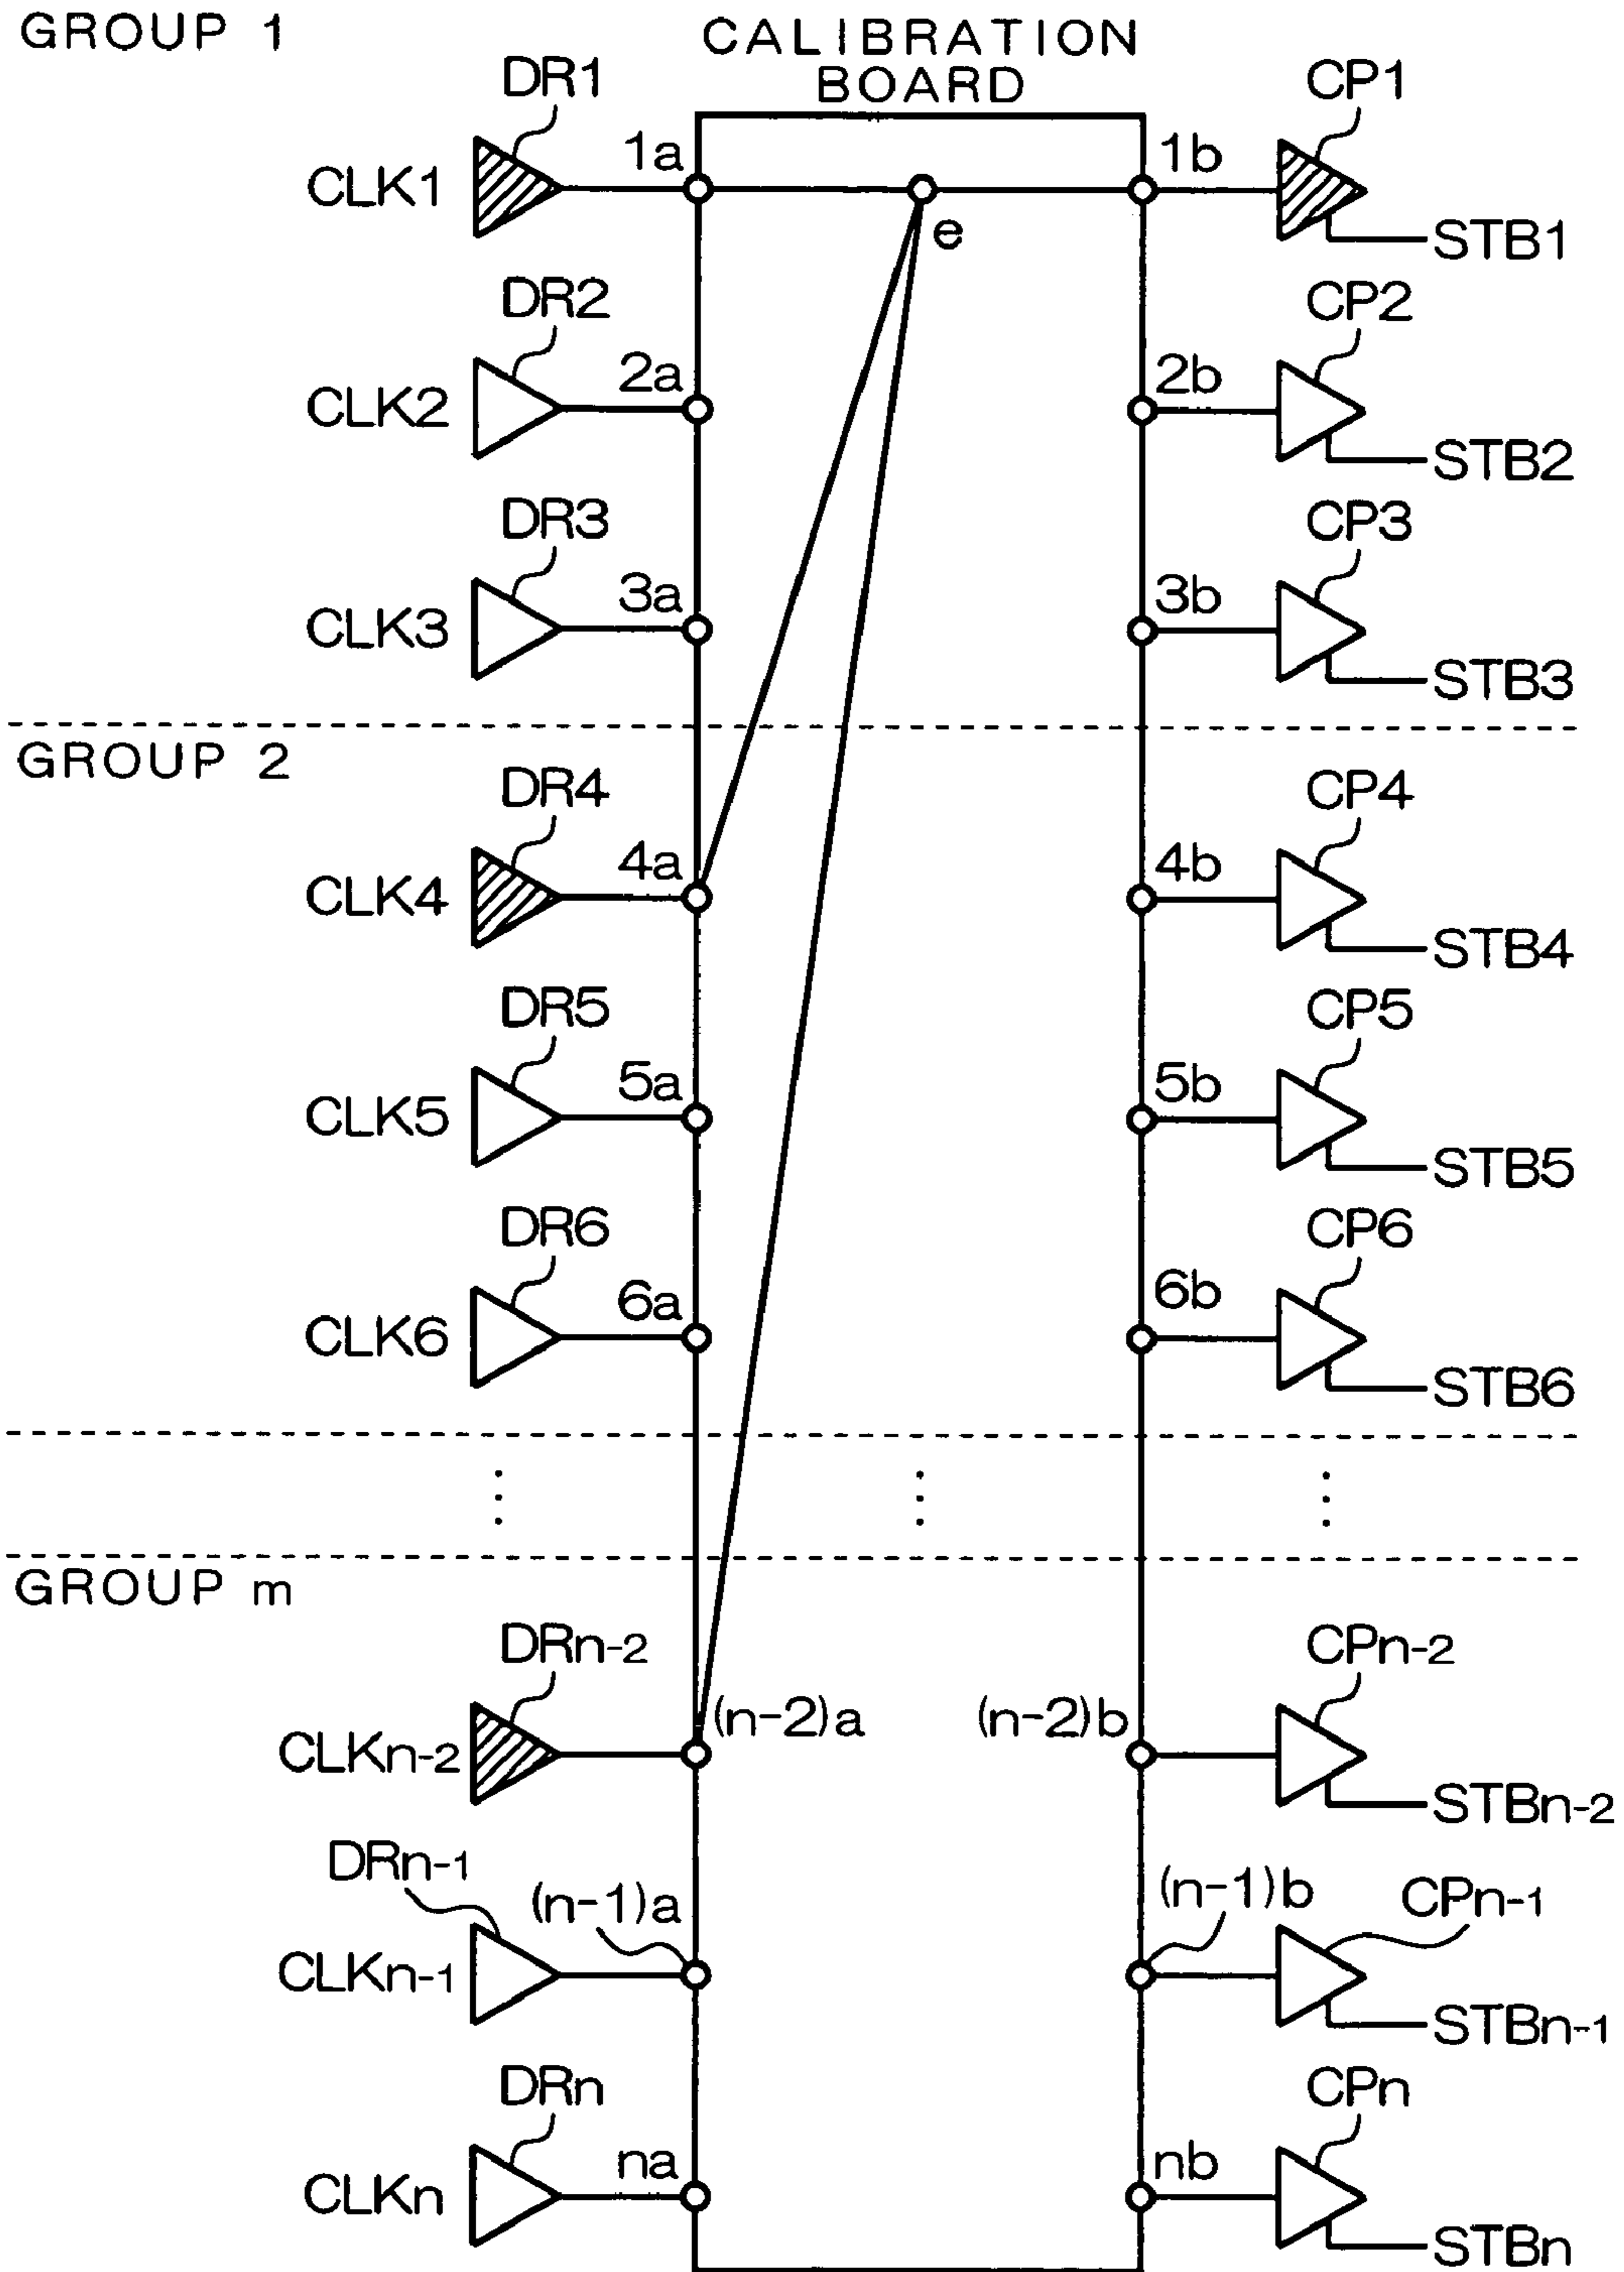 GROUP 1
CALIBRATION
BOARD
DR1
CP1
1a
1b
CLK1
e
STB1
DR2
CP2
2a
2b
CLK2
STB2
DR3
CP3
3a
3b
CLK3
STB3
GROUP 2
DR4
CP4
4a
4b
CLK4
STB4
DR5
CP5
5a
5b
CLK5
STB5
DR6
CP6
6a
6b
CLK6
STB6
GROUP m
DRn-2
CPn-2
(n-2)a
(n-2)b
CLKn-2
STBn-2
DRn-1
(n-1)a
(n-1)b
CPn-1
CLKn-1
STBn-1
DRn
CPn
na
nb
CLKn
STBn